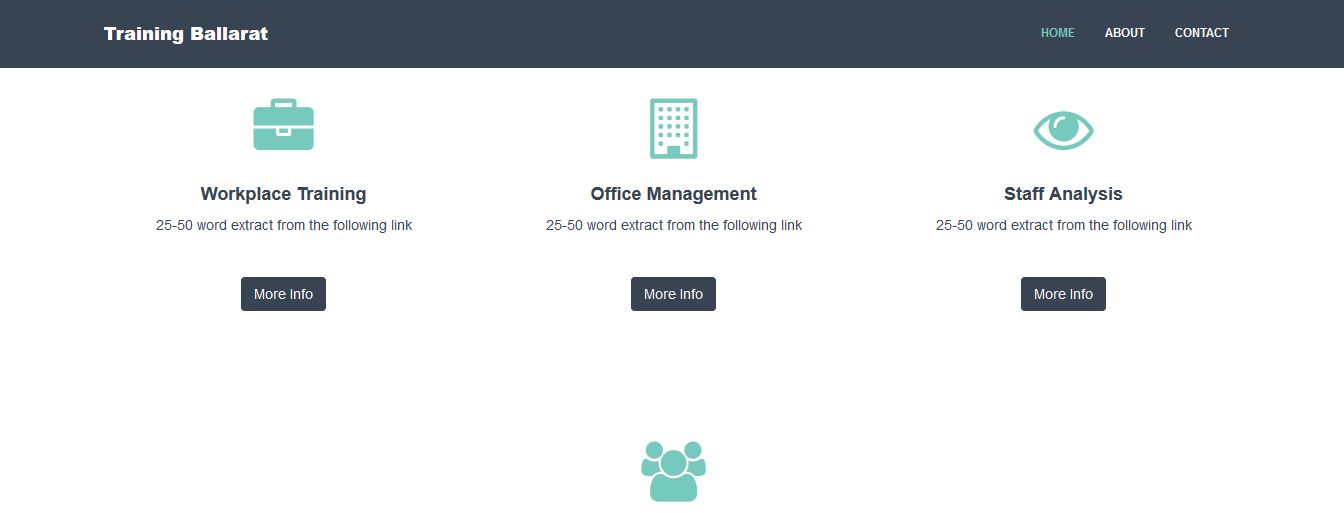 Training Ballarat
HOME ABOUT CONTACT
Workplace Training
25-50 word extract from the following link
More Info
Office Management
25-50 word extract from the following link
More Info
Staff Analysis
25-50 word extract from the following link
More Info